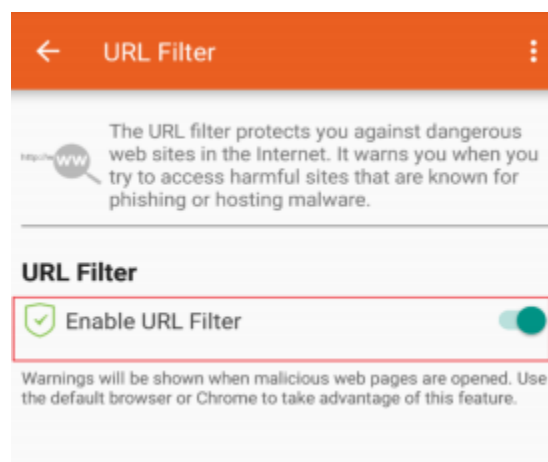 URL Filter
The URL filter protects you against dangerous
web sites in the Internet. It warns you when you
try to access harmful sites that are known for
phishing or hosting malware.
WW
URL Filter
Enable URL Filter
Warnings will be shown when malicious web pages are opened. Use
the default browser or Chrome to take advantage of this feature.